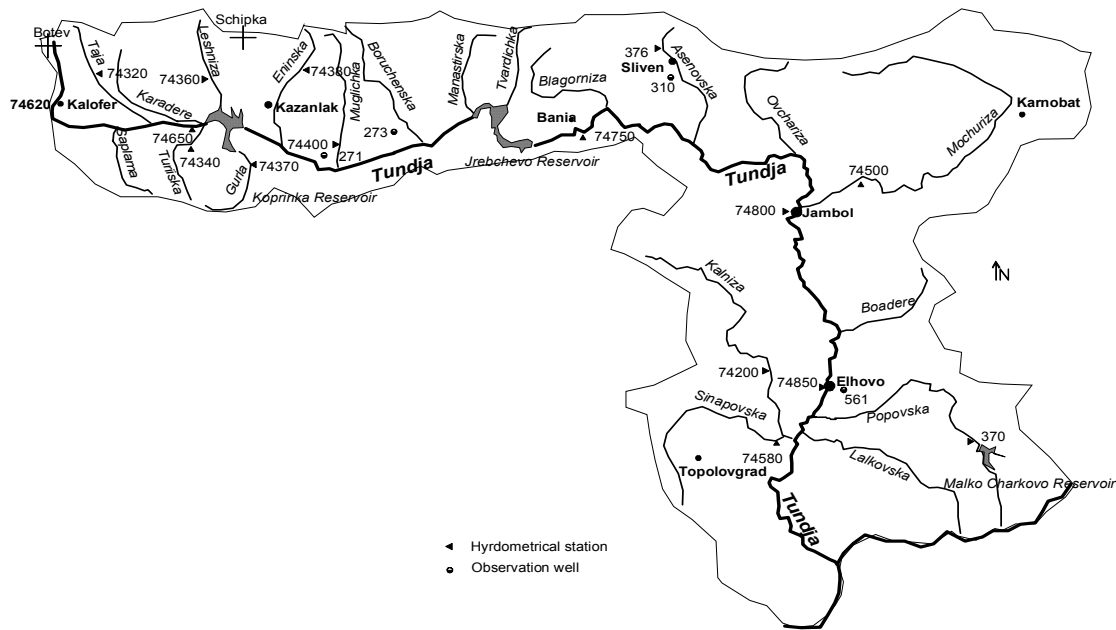 Schipka
Botev
Taja
74320
Leshniza
74360
Eninska
74380
Muglichka
Boruchenska
Manastirska
Tvardichka
Blagorniza
376
Sliven
310
Asenovska
Ovchariza
Mochuriza
Karnobat
74620
Kalofer
Karadere
Kazanlak
Bania
273
74650
74340
74400
271
74750
Saplama
Tumiska
Gurla
74370
Koprinka Reservoir
Tundja
Jrebchevo Reservoir
Tundja
74500
74800
Jambol
N
Kalniza
Boadere
74200
74850
Elhovo
561
Sinapovska
Popovska
370
74580
Topolovgrad
Lalkovska
Malko Charkovo Reservoir
Tundja
Hyrdometrical station
Observation well